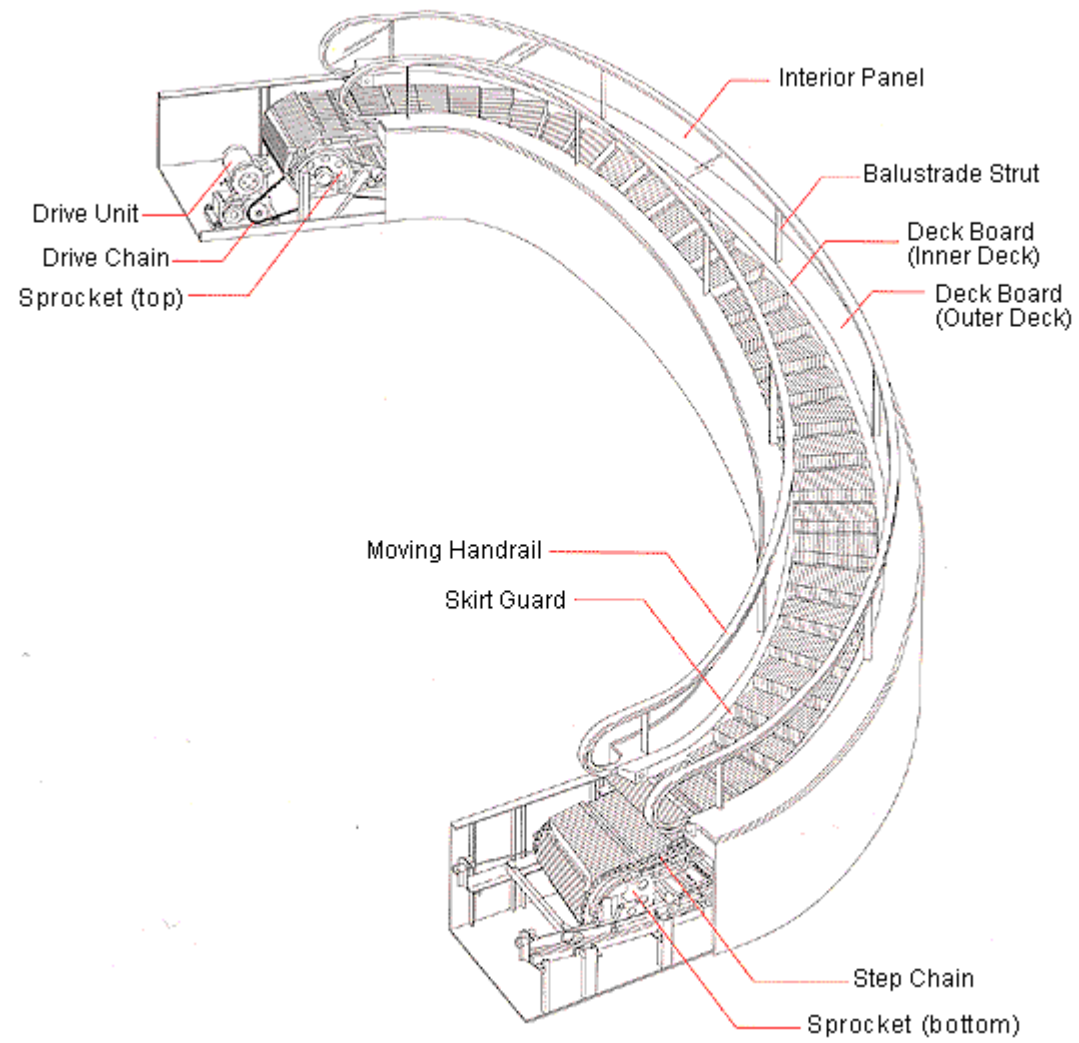 Interior Panel
Balustrade Strut
Drive Unit
Deck Board
(Inner Deck)
Drive Chain
Sprocket (top)
Deck Board
(Outer Deck)
Moving Handrail
Skirt Guard
Step Chain
Sprocket (bottom)